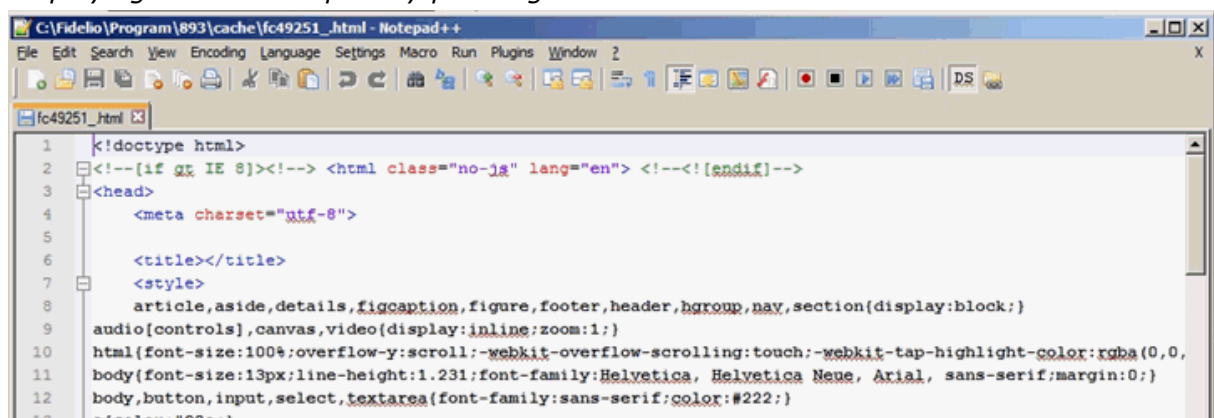 C:\Fidelio\Program\893\cache\fc49251_.html - Notepad++
File Edit Search View Encoding Language Settings Macro Run Plugins Window ? X
DS
fc49251_.html
1 <!doctype html>
2 <!--[if gt IE 8]><!--> <html class="no-js" lang="en"> <!--<![endif]-->
3 <head>
4 <meta charset="utf-8">
5
6 <title></title>
7 <style>
8 article,aside,details,figcaption,figure,footer,header,hgroup,nav,section{display:block;}
9 audio[controls],canvas,video{display:inline;zoom:1;}
10 html{font-size:100%;overflow-y:scroll;-webkit-overflow-scrolling:touch;-webkit-tap-highlight-color:rgba(0,0,
11 body{font-size:13px;line-height:1.231;font-family:Helvetica, Helvetica Neue, Arial, sans-serif;margin:0;}
12 body,button,input,select,textarea{font-family:sans-serif;color:#222;}